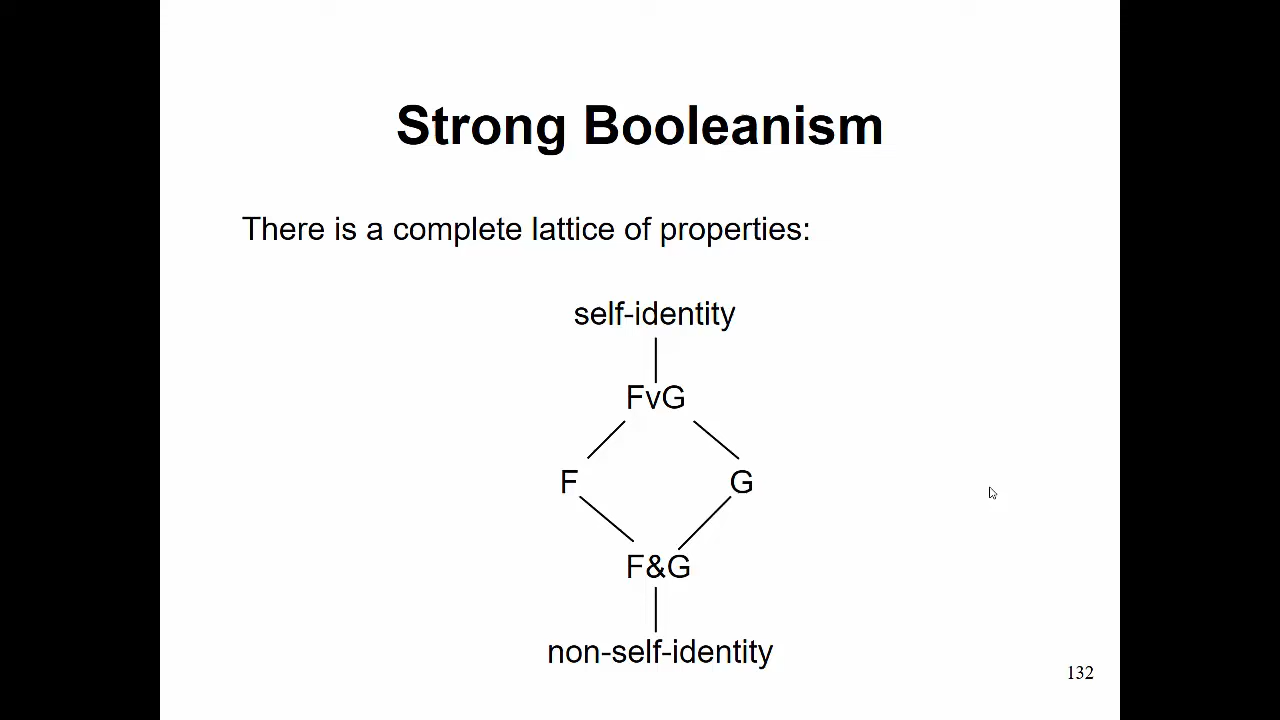 Strong Booleanism
There is a complete lattice of properties:
self-identity
FvG
F G
F&G
non-self-identity
132